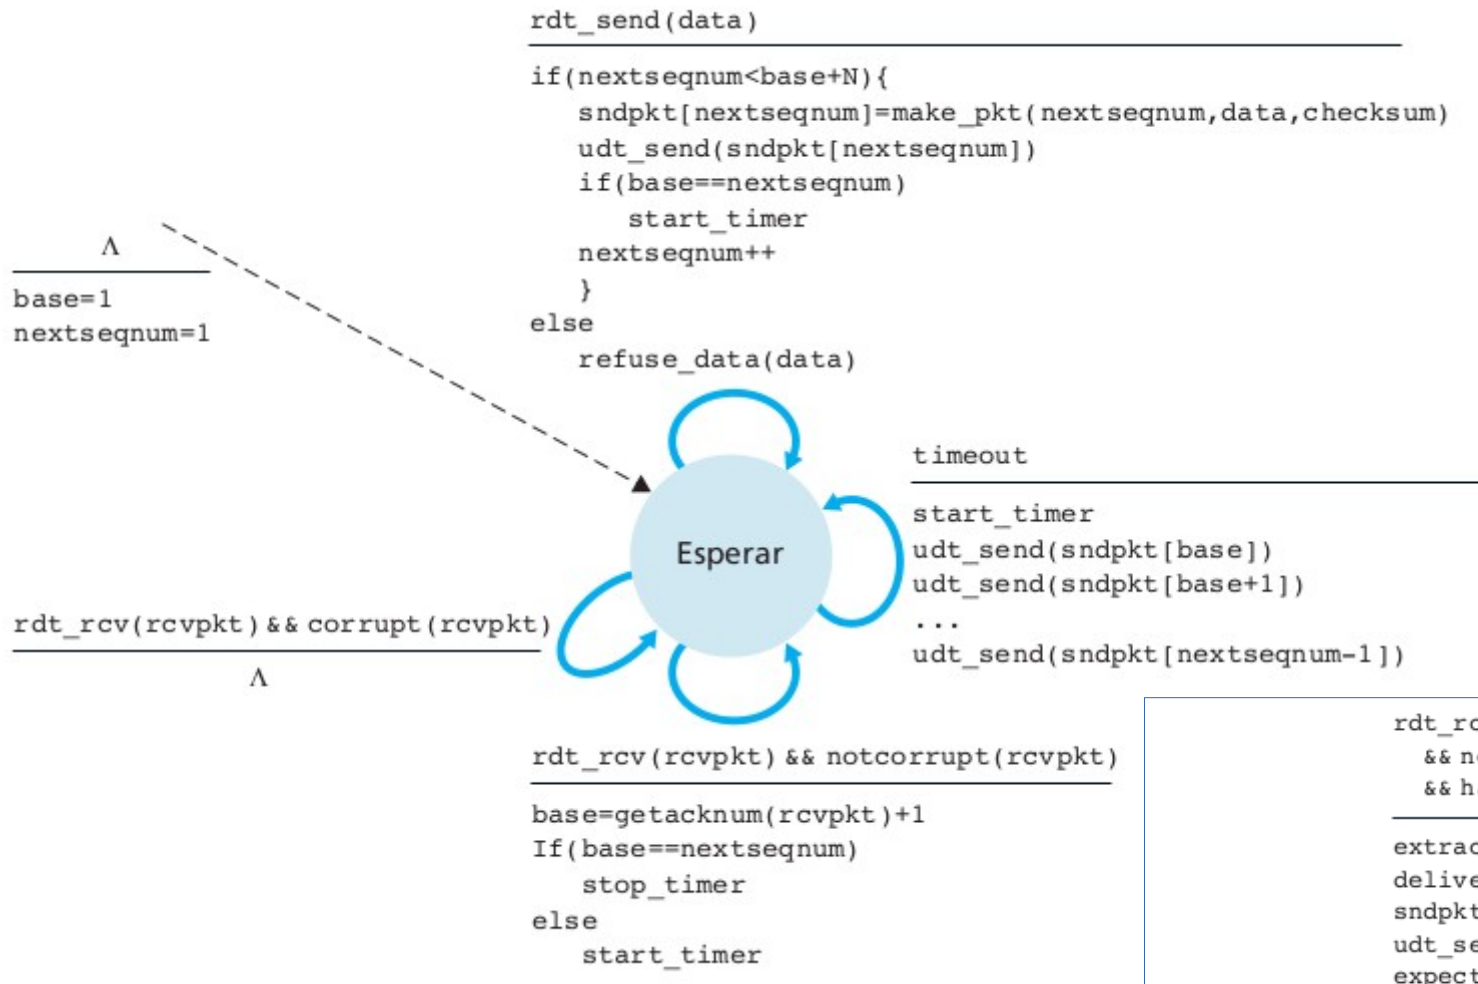 rdt_send(data)
if(nextseqnum<base+N){
sndpkt[nextseqnum]=make_pkt(nextseqnum,data,checksum)
udt_send(sndpkt[nextseqnum])
if(base==nextseqnum)
start_timer
nextseqnum++
}
else
refuse_data(data)
Λ
base=1
nextseqnum=1
Esperar
timeout
start_timer
udt_send(sndpkt[base])
udt_send(sndpkt[base+1])
...
udt_send(sndpkt[nextseqnum-1])
rdt_rcv(rcvpkt) && corrupt(rcvpkt)
Λ
rdt_rcv(rcvpkt) && notcorrupt(rcvpkt)
base=getacknum(rcvpkt)+1
If(base==nextseqnum)
stop_timer
else
start_timer
&&
&&